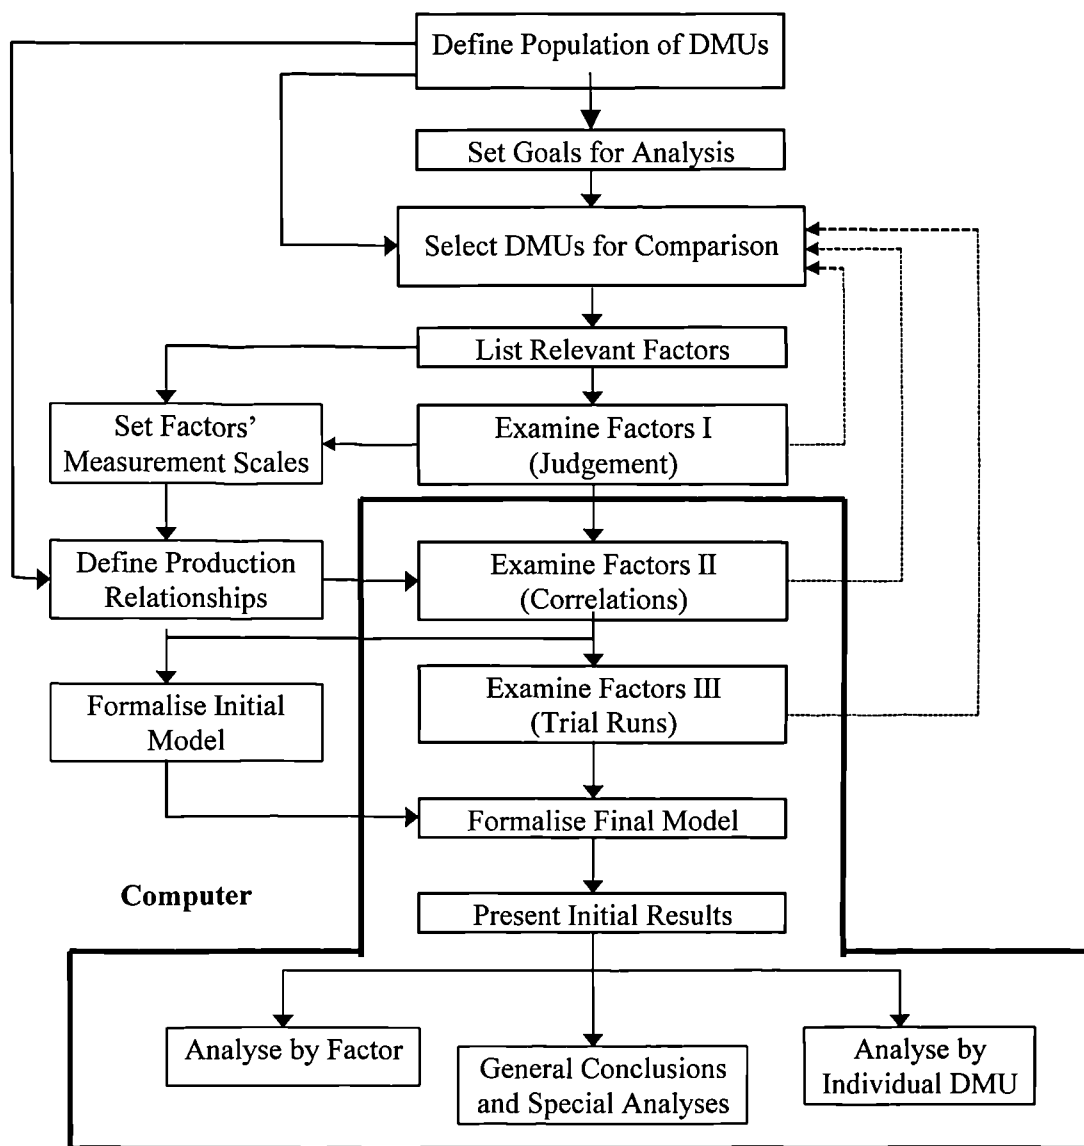 Define Population of DMUs
Set Goals for Analysis
Select DMUs for Comparison
List Relevant Factors
Set Factors’
Measurement Scales
Examine Factors I
(Judgement)
Define Production
Relationships
Examine Factors II
(Correlations)
Formalise Initial
Model
Examine Factors III
(Trial Runs)
Formalise Final Model
Computer
Present Initial Results
Analyse by Factor
General Conclusions
and Special Analyses
Analyse by
Individual DMU